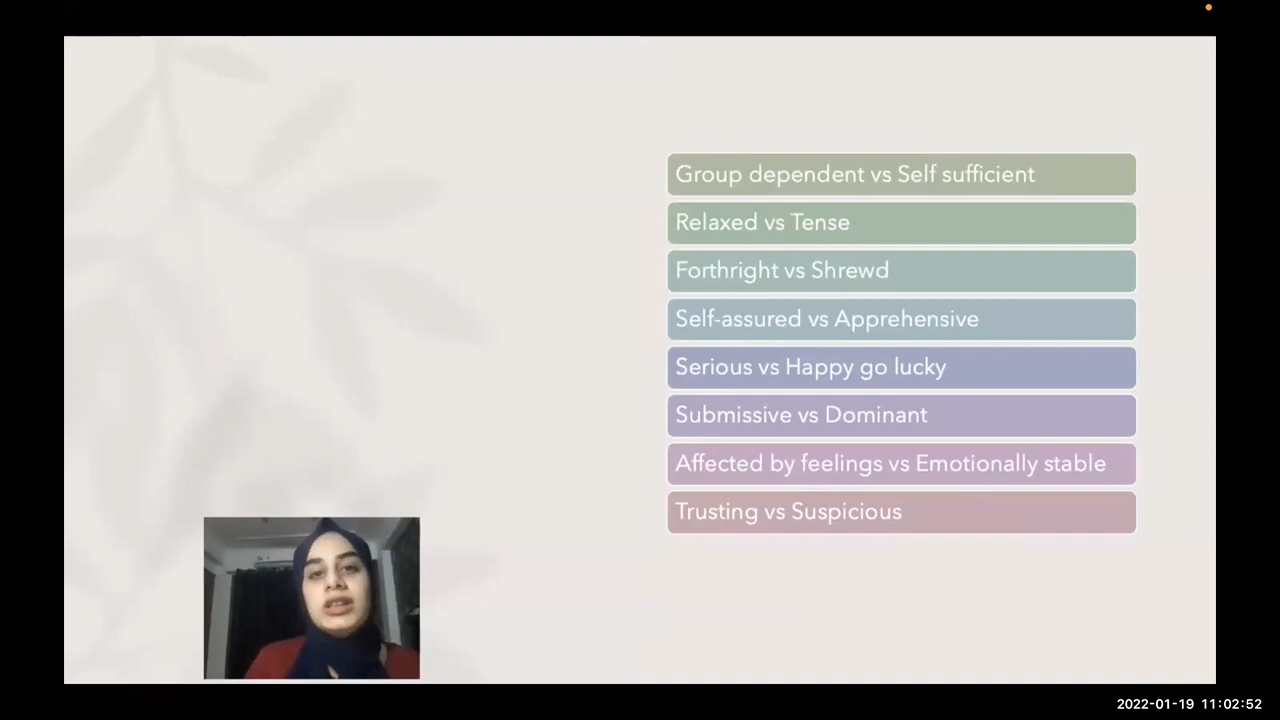 Group dependent vs Self sufficient
Relaxed vs Tense
Forthright vs Shrewd
Self-assured vs Apprehensive
Serious vs Happy go lucky
Submissive vs Dominant
Affected by feelings vs Emotionally stable
Trusting vs Suspicious
2022-01-19 11:02:52